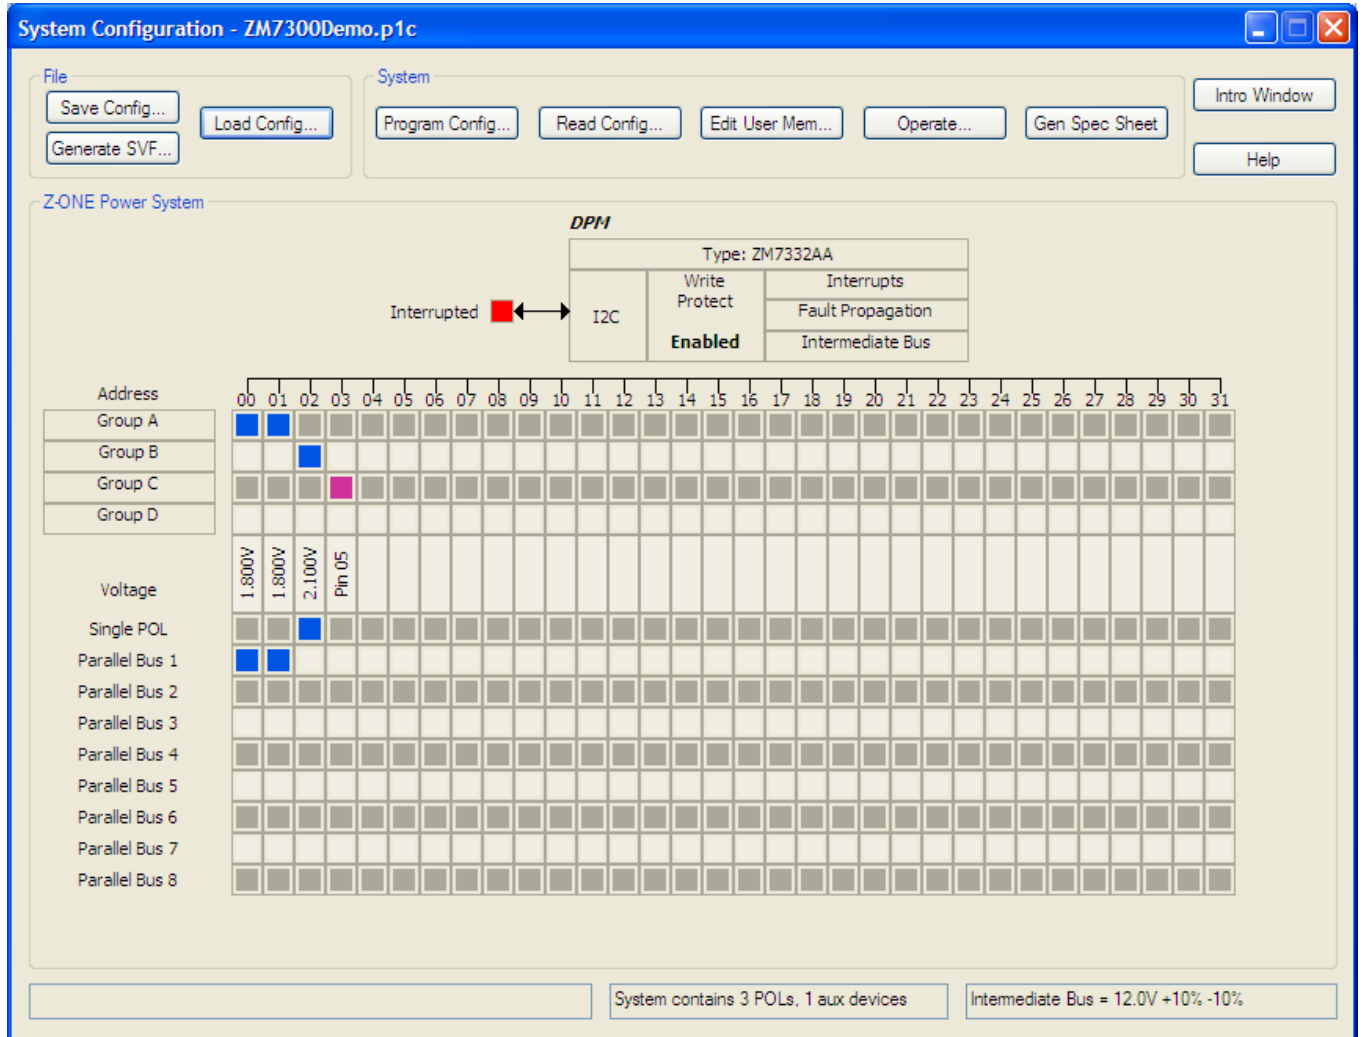 System Configuration - ZM7300Demo.p1c
File
System
Save Config...
Load Config...
Generate SVF...
Program Config...
Read Config...
Edit User Mem...
Operate...
Gen Spec Sheet
Intro Window
Help
Z-ONE Power System
DPM
Type: ZM7332AA
Interrupted
I2C
Write
Protect
Enabled
Interrupts
Fault Propagation
Intermediate Bus
Address 00 01 02 03 04 05 06 07 08 09 10 11 12 13 14 15 16 17 18 19 20 21 22 23 24 25 26 27 28 29 30 31
Group A
Group B
Group C
Group D
Voltage 1.800V 1.800V 2.100V Pin 05
Single POL
Parallel Bus 1
Parallel Bus 2
Parallel Bus 3
Parallel Bus 4
Parallel Bus 5
Parallel Bus 6
Parallel Bus 7
Parallel Bus 8
System contains 3 POLs, 1 aux devices
Intermediate Bus = 12.0V +10% -10%